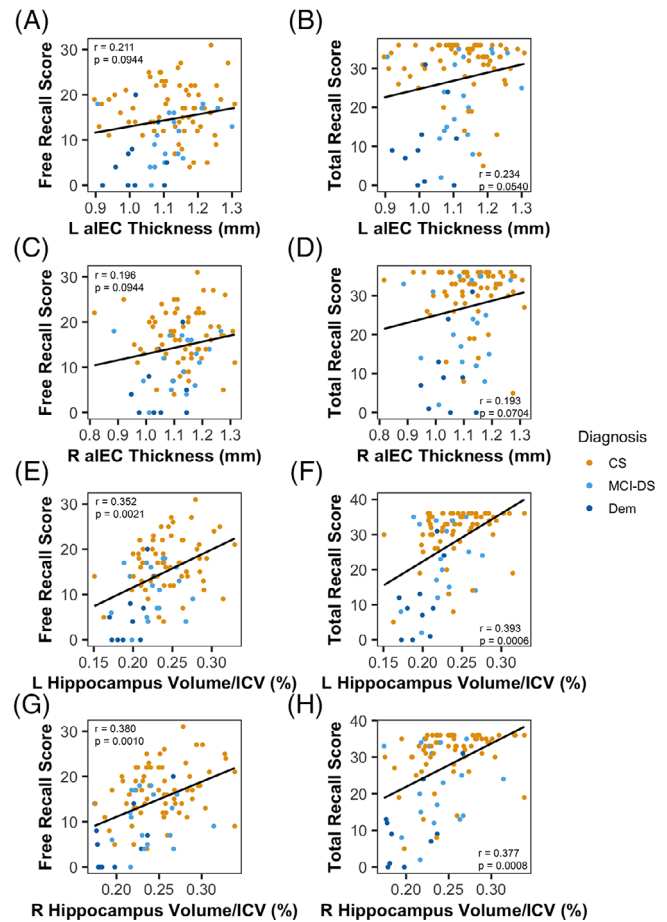 (A)
r = 0.211
p = 0.0944
Free Recall Score
30
20
10
0
0.9 1.0 1.1 1.2 1.3
L alEC Thickness (mm)
(B)
Total Recall Score
30
20
10
0
r = 0.234
p = 0.0540
0.9 1.0 1.1 1.2 1.3
L alEC Thickness (mm)
(C)
r = 0.196
p = 0.0944
Free Recall Score
30
20
10
0
0.8 0.9 1.0 1.1 1.2 1.3
R alEC Thickness (mm)
(D)
Total Recall Score
30
20
10
0
r = 0.193
p = 0.0704
0.8 0.9 1.0 1.1 1.2 1.3
R alEC Thickness (mm)
Diagnosis
CS
MCI-DS
Dem
(E)
r = 0.352
p = 0.0021
Free Recall Score
30
20
10
0
0.15 0.20 0.25 0.30
L Hippocampus Volume/ICV (%)
(F)
Total Recall Score
40
30
20
10
0
r = 0.393
p = 0.0006
0.15 0.20 0.25 0.30
L Hippocampus Volume/ICV (%)
(G)
r = 0.380
p = 0.0010
Free Recall Score
30
20
10
0
0.20 0.25 0.30
R Hippocampus Volume/ICV (%)
(H)
Total Recall Score
40
30
20
10
0
r = 0.377
p = 0.0008
0.20 0.25 0.30
R Hippocampus Volume/ICV (%)